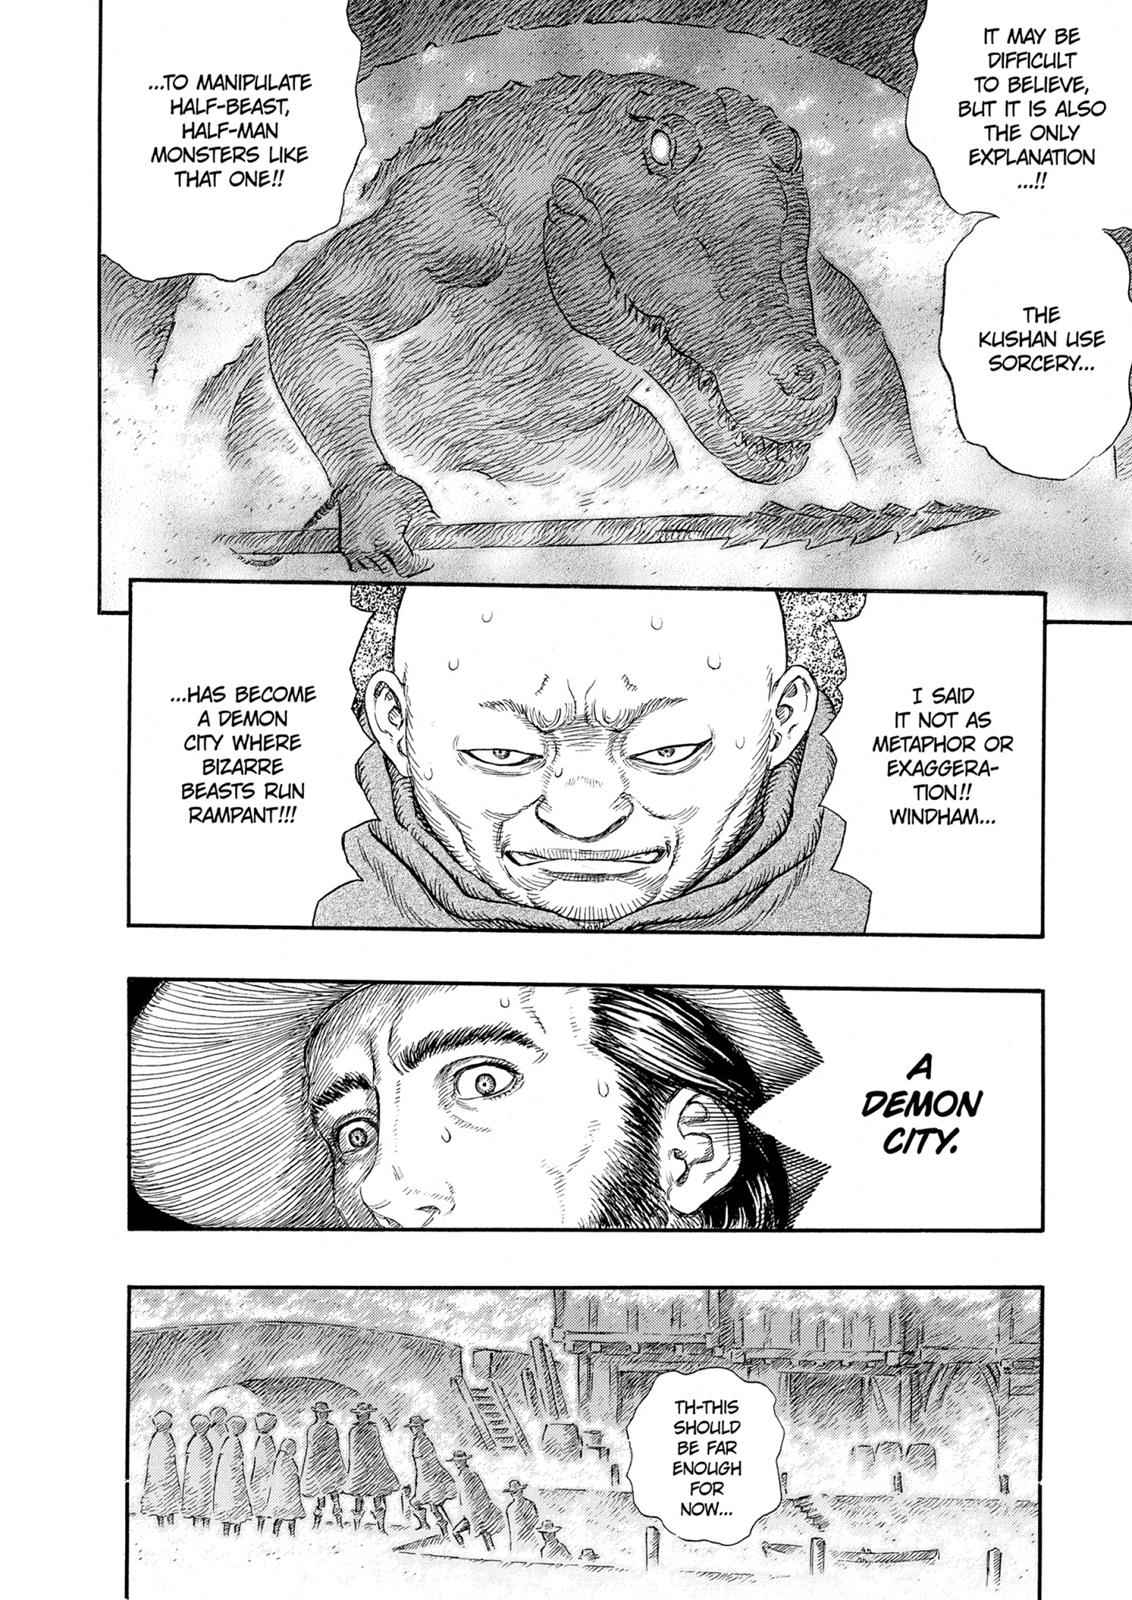 IT MAY BE
DIFFICULT
TO BELIEVE,
BUT IT IS ALSO
THE ONLY
EXPLANATION
...!!
THE
KUSHAN USE
SORCERY...
...TO MANIPULATE
HALF-BEAST,
HALF-MAN
MONSTERS LIKE
THAT ONE!!
I SAID
IT NOT AS
METAPHOR OR
EXAGGERA-
TION!!
WINDHAM...
...HAS BECOME
A DEMON
CITY WHERE
BIZARRE
BEASTS RUN
RAMPANT!!!
A
DEMON
CITY.
TH-THIS
SHOULD
BE FAR
ENOUGH
FOR
NOW...